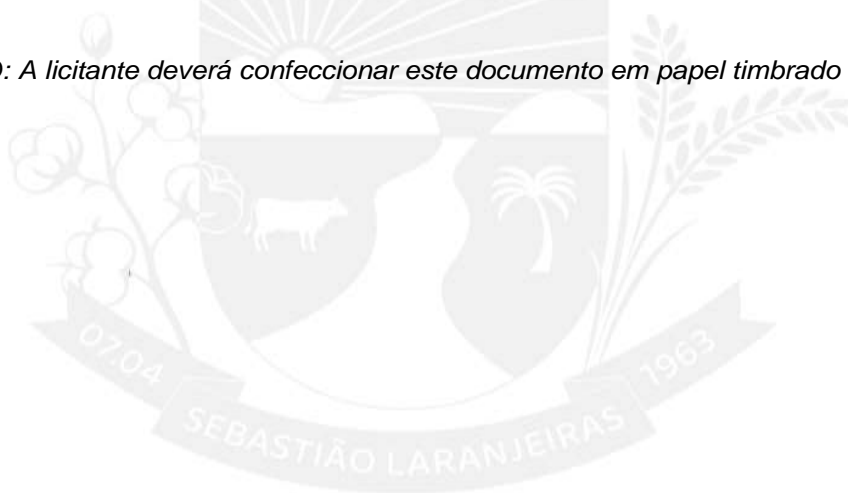 : A licitante deverá confeccionar este documento em papel timbrado
07.04
1963
SEBASTIÃO LARANJEIRAS